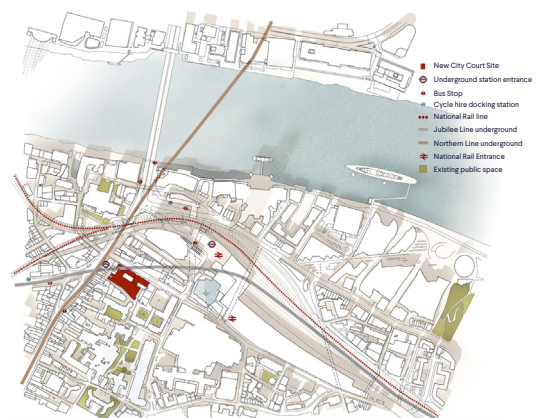 New City Court Site
Underground station entrance
Bus Stop
Cycle hire docking station
National Rail line
Jubilee Line underground
Northern Line underground
National Rail Entrance
Existing public space